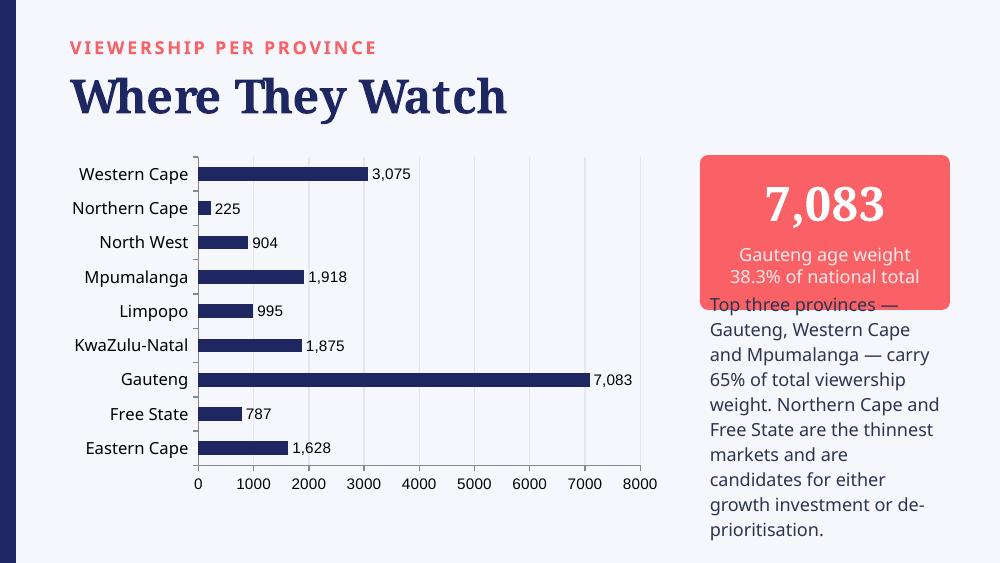 VIEWERSHIP PER PROVINCE
Where They Watch
Western Cape 3,075
Northern Cape 225
North West 904
Mpumalanga 1,918
Limpopo 995
KwaZulu-Natal 1,875
Gauteng 7,083
Free State 787
Eastern Cape 1,628
0 1000 2000 3000 4000 5000 6000 7000 8000
7,083
Gauteng age weight
38.3% of national total
Top three provinces —
Gauteng, Western Cape
and Mpumalanga — carry
65% of total viewership
weight. Northern Cape and
Free State are the thinnest
markets and are
candidates for either
growth investment or de-
prioritisation.